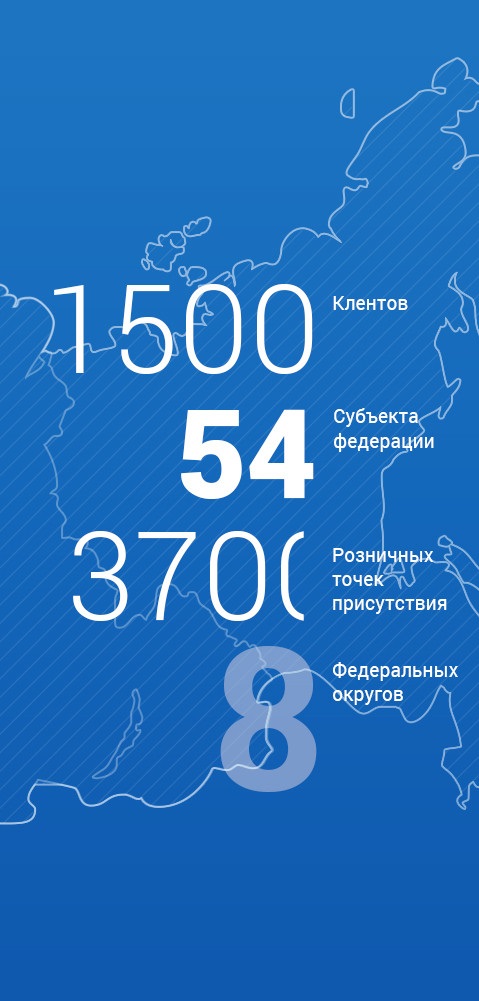 1500 Клентов
54 Субъекта
федерации
3700 Розничных
точек
присутствия
8 Федеральных
округов